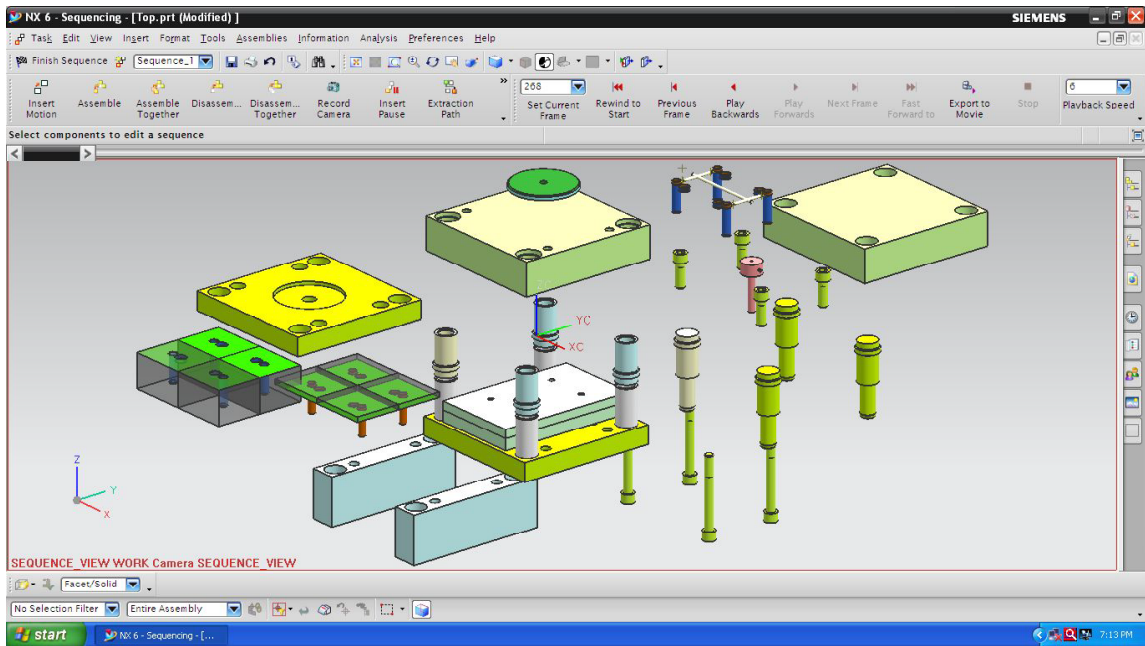 NX 6 - Sequencing - [Top.prt (Modified) ]
SIEMENS
Task Edit View Insert Format Tools Assemblies Information Analysis Preferences Help
Finish Sequence Sequence_1
268
6
Insert Motion
Assemble
Assemble Together
Disassem...
Disassem... Together
Record Camera
Insert Pause
Extraction Path
Set Current Frame
Rewind to Start
Previous Frame
Play Backwards
Play Forwards
Next Frame
Fast Forward to
Export to Movie
Stop
Playback Speed
Select components to edit a sequence
Z
YC
XC
Z
Y
X
SEQUENCE_VIEW WORK Camera SEQUENCE_VIEW
Facet/Solid
No Selection Filter Entire Assembly
start NX 6 - Sequencing - [... 7:13 PM